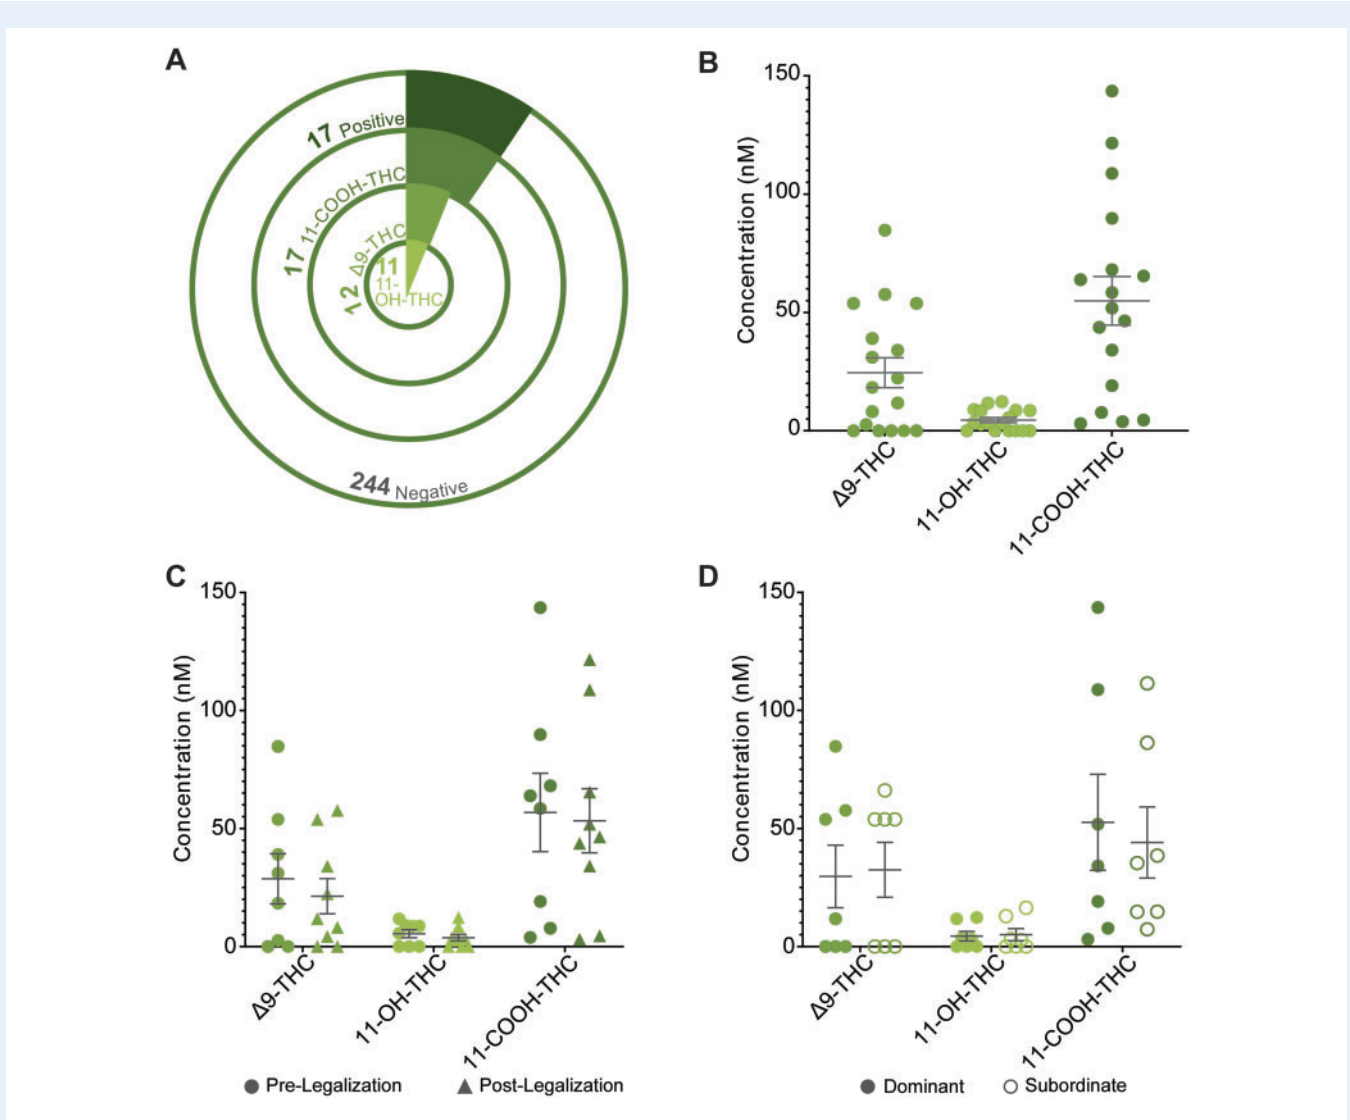 A
17 Positive
17 11-COOH-THC
12 Δ9-THC
11
11-
OH-THC
244 Negative
B
Concentration (nM)
150
100
50
0
Δ9-THC
11-OH-THC
11-COOH-THC
C
Concentration (nM)
150
100
50
0
Δ9-THC
11-OH-THC
11-COOH-THC
Pre-Legalization
Post-Legalization
D
Concentration (nM)
150
100
50
0
Δ9-THC
11-OH-THC
11-COOH-THC
Dominant
Subordinate